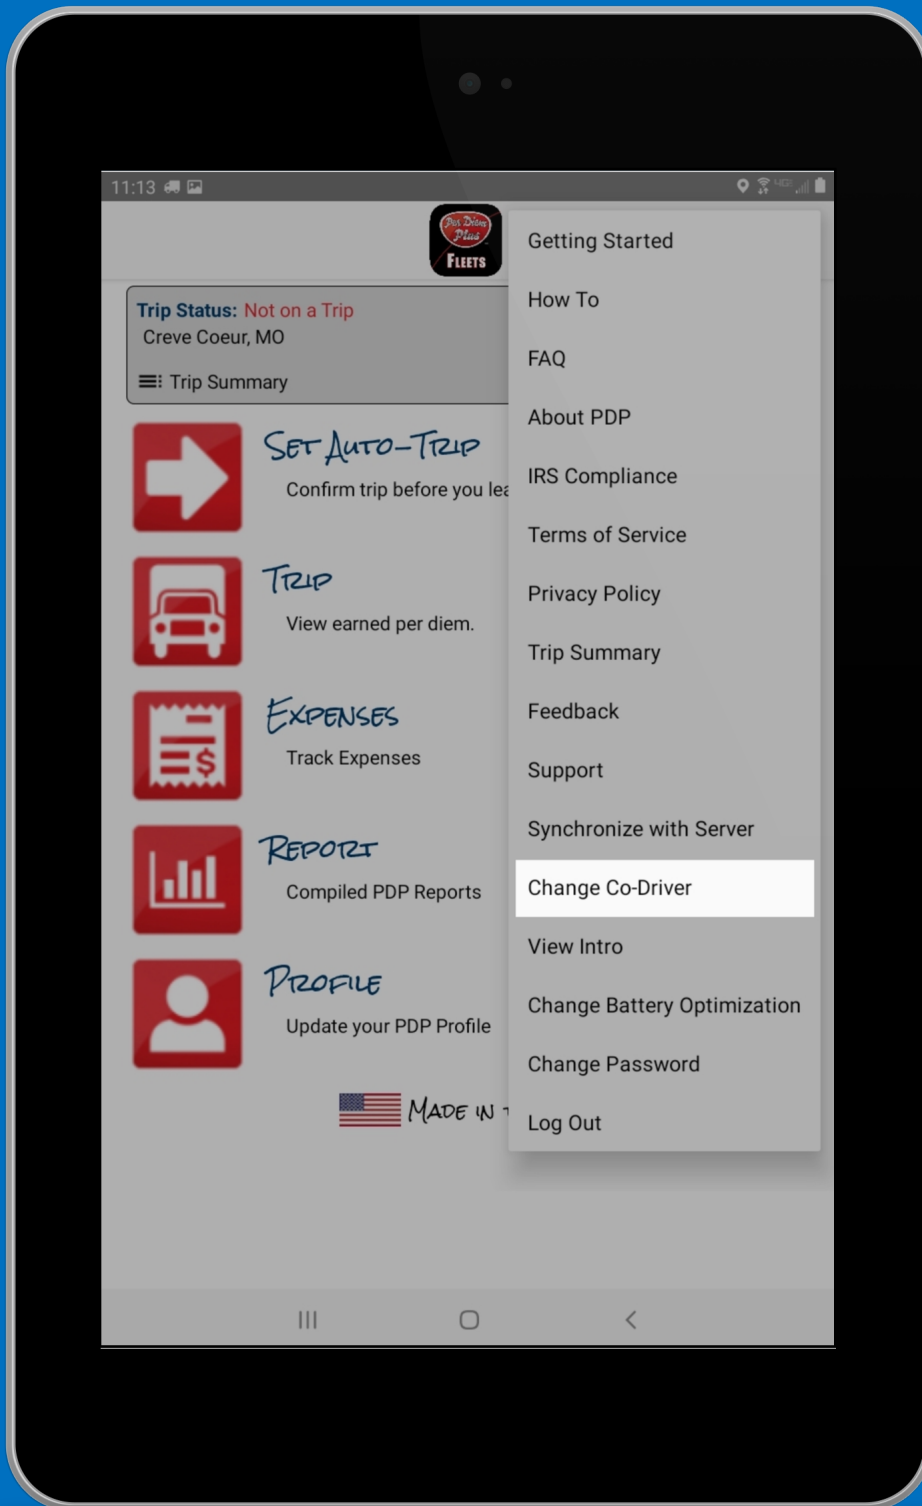 11:13
Per Diem
Plus
FLEETS
Trip Status: Not on a Trip
Creve Coeur, MO
Trip Summary
SET AUTO-TRIP
Confirm trip before you lea
TRIP
View earned per diem.
EXPENSES
Track Expenses
REPORT
Compiled PDP Reports
PROFILE
Update your PDP Profile
MADE IN
Getting Started
How To
FAQ
About PDP
IRS Compliance
Terms of Service
Privacy Policy
Trip Summary
Feedback
Support
Synchronize with Server
Change Co-Driver
View Intro
Change Battery Optimization
Change Password
Log Out